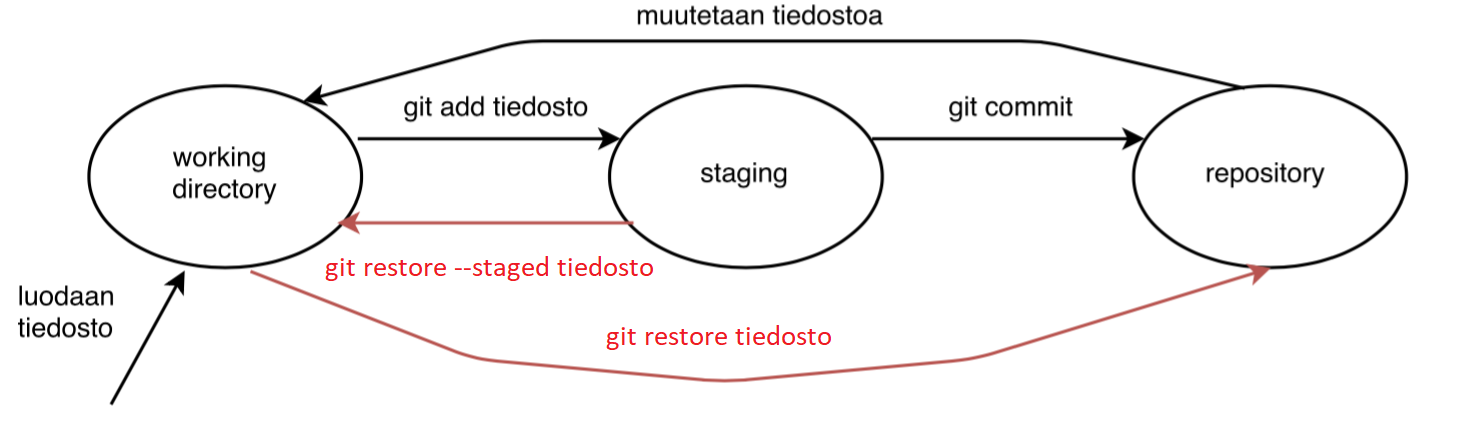 muutetaan tiedostoa
git add tiedosto
git commit
working
directory
staging
repository
git restore --staged tiedosto
luodaan
tiedosto
git restore tiedosto